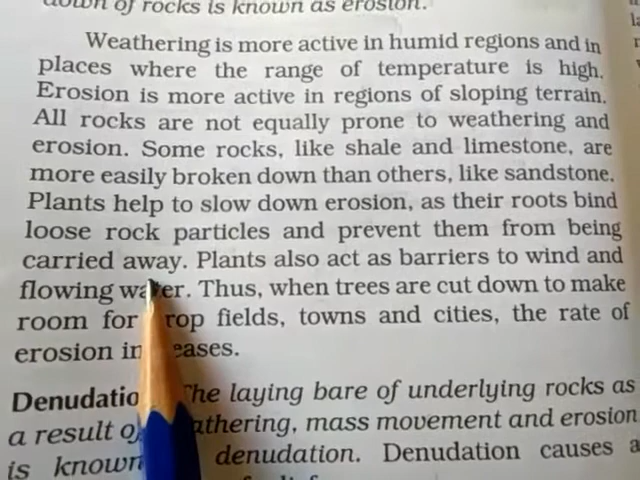 down of rocks is known as erosion.
Weathering is more active in humid regions and in
places where the range of temperature is high.
Erosion is more active in regions of sloping terrain.
All rocks are not equally prone to weathering and
erosion. Some rocks, like shale and limestone, are
more easily broken down than others, like sandstone.
Plants help to slow down erosion, as their roots bind
loose rock particles and prevent them from being
carried away. Plants also act as barriers to wind and
flowing water. Thus, when trees are cut down to make
room for crop fields, towns and cities, the rate of
erosion increases.
Denudation The laying bare of underlying rocks as
a result of weathering, mass movement and erosion
is known denudation. Denudation causes a